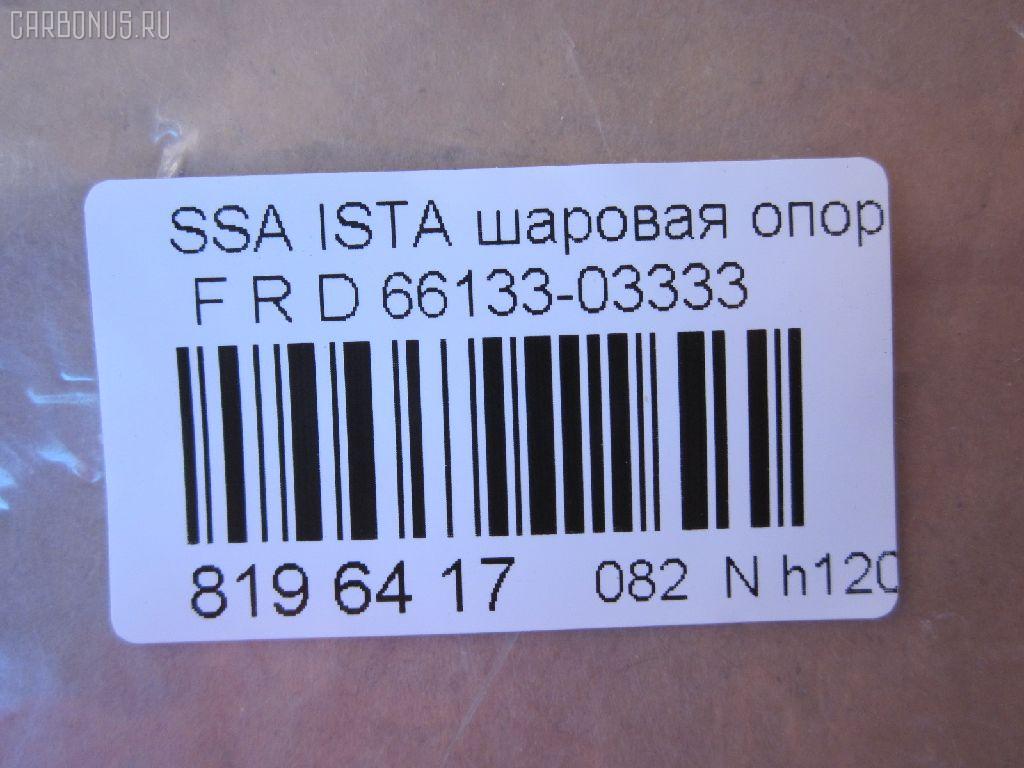 CARBONUS.RU
SSA ISTA шаровая опор
F R D 66133-03333
819 64 17 082 N h120